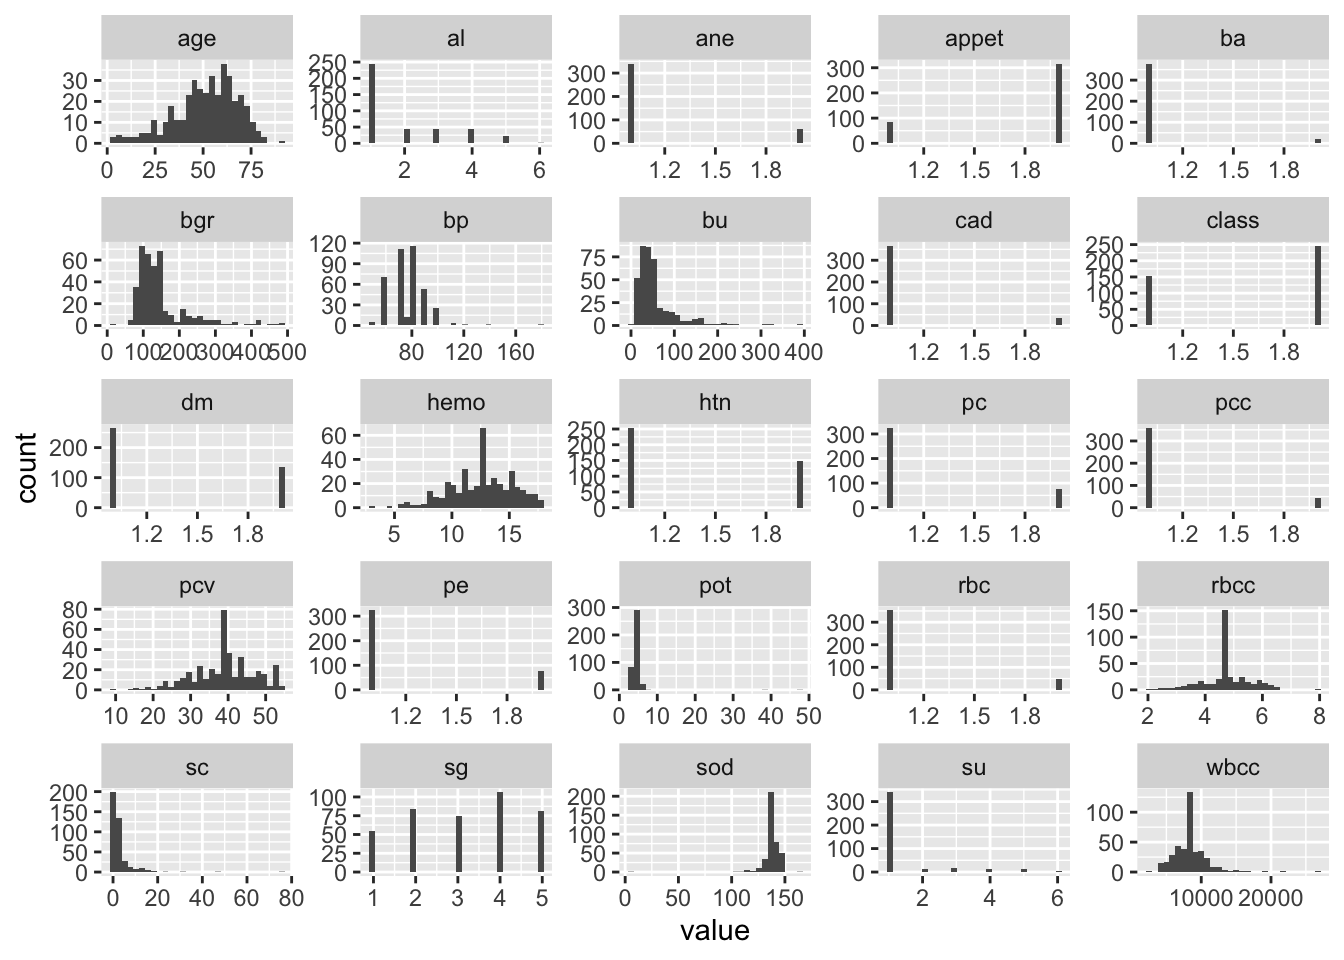 age al ane appet ba
30 20 10 0
250 200 150 100 50 0
300 200 100 0
300 200 100 0
300 200 100 0
0 25 50 75
2 4 6
1.2 1.5 1.8
1.2 1.5 1.8
1.2 1.5 1.8
bgr bp bu cad class
60 40 20 0
120 90 60 30 0
75 50 25 0
300 200 100 0
250 200 150 100 50 0
0 100 200 300 400 500
80 120 160
0 100 200 300 400
1.2 1.5 1.8
1.2 1.5 1.8
dm hemo htn pc pcc
200 100 0
60 40 20 0
250 200 150 100 50 0
300 200 100 0
300 200 100 0
1.2 1.5 1.8
5 10 15
1.2 1.5 1.8
1.2 1.5 1.8
1.2 1.5 1.8
pcv pe pot rbc rbcc
80 60 40 20 0
300 200 100 0
300 200 100 0
300 200 100 0
150 100 50 0
10 20 30 40 50
1.2 1.5 1.8
0 10 20 30 40 50
1.2 1.5 1.8
2 4 6 8
sc sg sod su wbcc
200 150 100 50 0
100 75 50 25 0
200 150 100 50 0
300 200 100 0
100 50 0
0 20 40 60 80
1 2 3 4 5
0 50 100 150
2 4 6
10000 20000
count
value